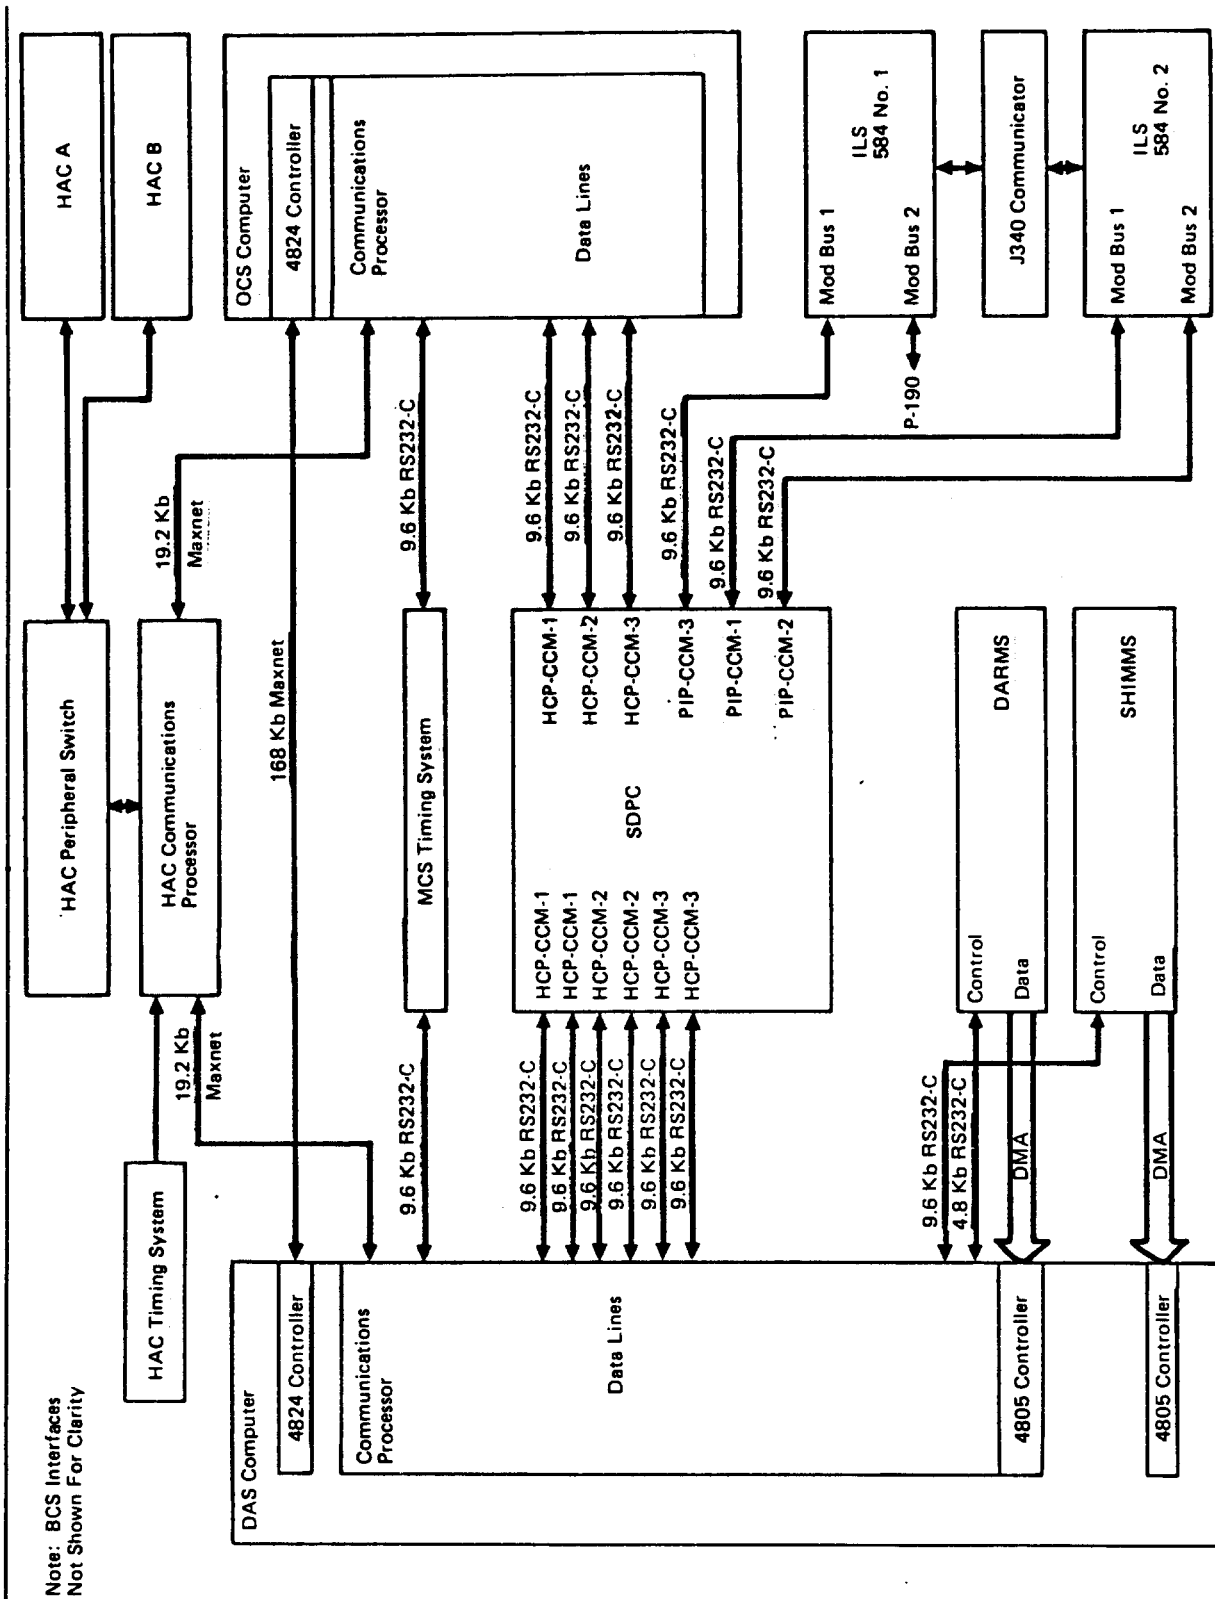 Note: BCS Interfaces
Not Shown For Clarity
HAC A
HAC B
HAC Peripheral Switch
HAC Communications
Processor
HAC Timing System
19.2 Kb
Maxnet
19.2 Kb
Maxnet
168 Kb Maxnet
DAS Computer
4824 Controller
Communications
Processor
Data Lines
4805 Controller
4805 Controller
OCS Computer
4824 Controller
Communications
Processor
Data Lines
9.6 Kb RS232-C
MCS Timing System
9.6 Kb RS232-C
9.6 Kb RS232-C
9.6 Kb RS232-C
9.6 Kb RS232-C
9.6 Kb RS232-C
9.6 Kb RS232-C
9.6 Kb RS232-C
HCP-CCM-1
HCP-CCM-1
HCP-CCM-2
HCP-CCM-2
HCP-CCM-3
HCP-CCM-3
SDPC
HCP-CCM-1
HCP-CCM-2
HCP-CCM-3
PIP-CCM-3
PIP-CCM-1
PIP-CCM-2
9.6 Kb RS232-C
9.6 Kb RS232-C
9.6 Kb RS232-C
9.6 Kb RS232-C
9.6 Kb RS232-C
9.6 Kb RS232-C
Mod Bus 1
Mod Bus 2
ILS
584 No. 1
P-190
J340 Communicator
Mod Bus 1
Mod Bus 2
ILS
584 No. 2
9.6 Kb RS232-C
4.8 Kb RS232-C
DMA
Control
Data
DARMS
DMA
Control
Data
SHIMMS